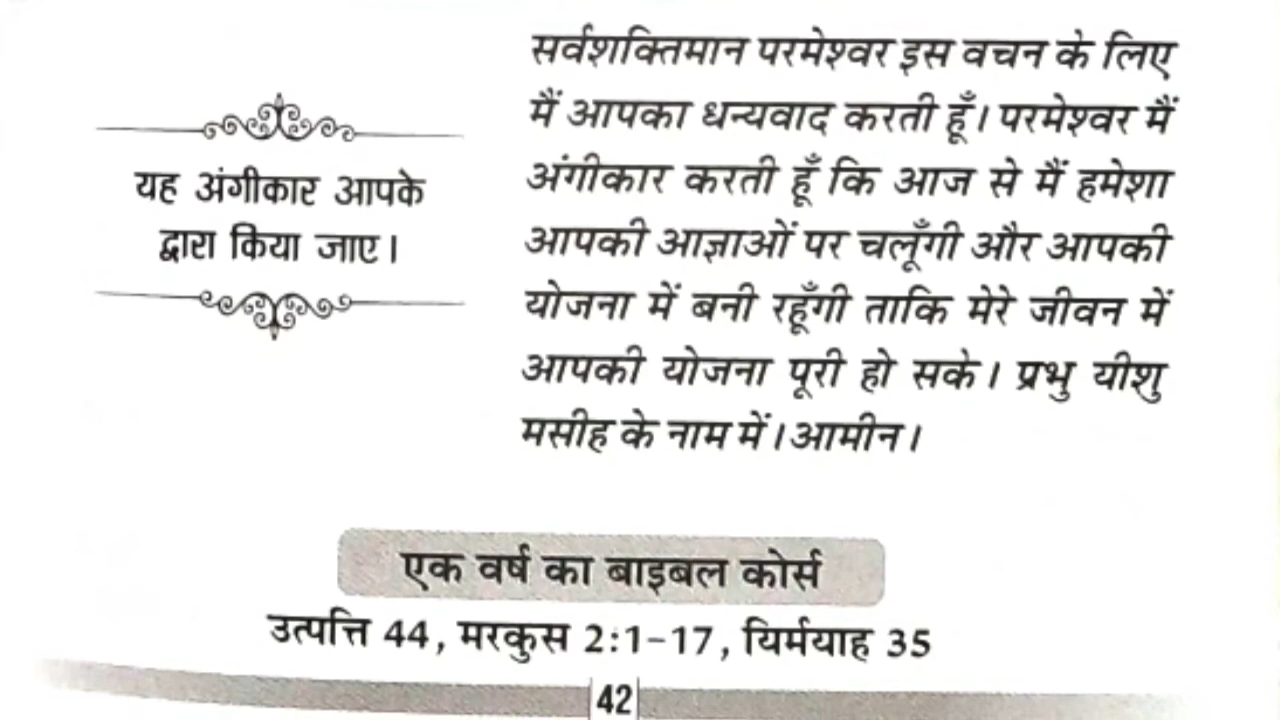 यह अंगीकार आपके
द्वारा किया जाए।
सर्वशक्तिमान परमेश्वर इस वचन के लिए
मैं आपका धन्यवाद करती हूँ। परमेश्वर मैं
अंगीकार करती हूँ कि आज से मैं हमेशा
आपकी आज्ञाओं पर चलूँगी और आपकी
योजना में बनी रहूँगी ताकि मेरे जीवन में
आपकी योजना पूरी हो सके। प्रभु यीशु
मसीह के नाम में। आमीन।
एक वर्ष का बाइबल कोर्स
उत्पत्ति 44, मरकुस 2:1-17, यिर्मयाह 35
42